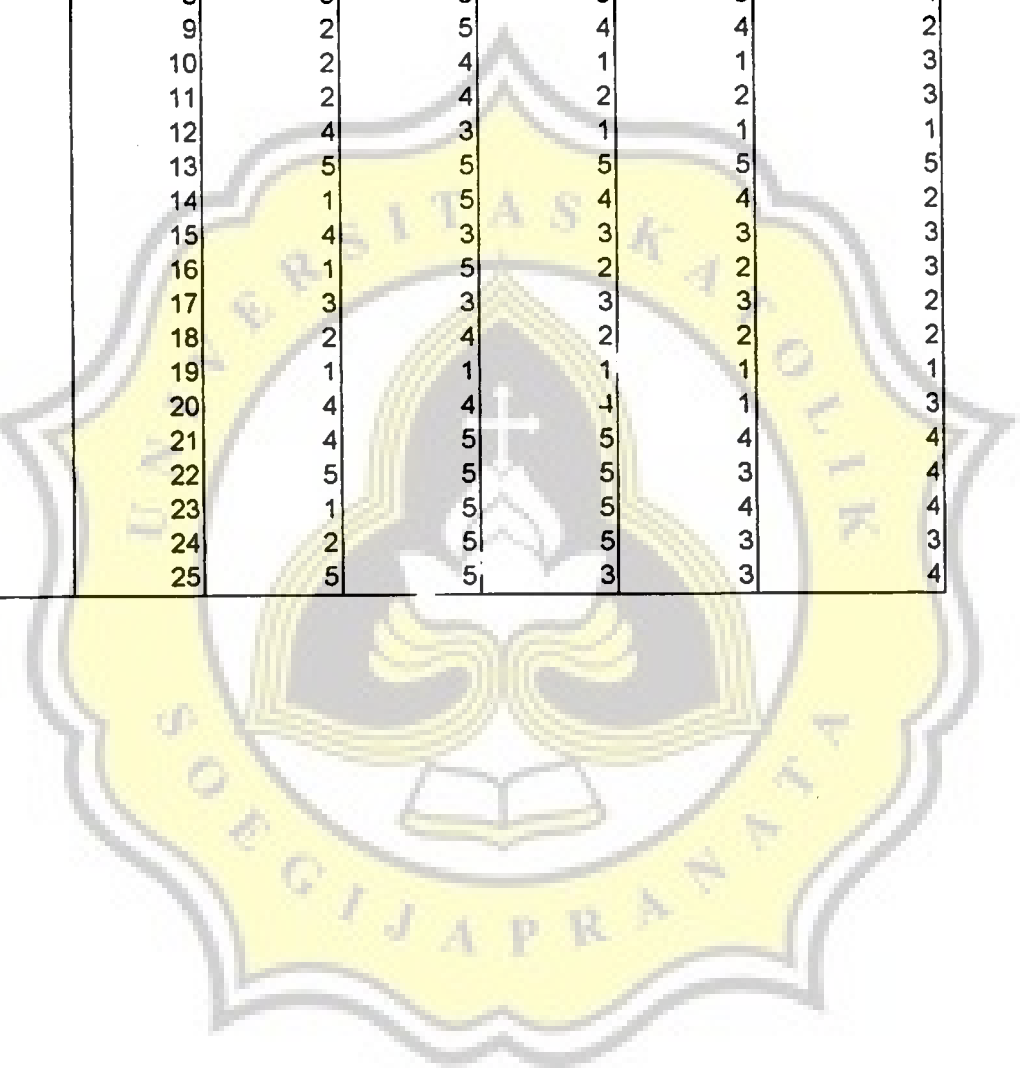 9 2 5 4 4 2
10 2 4 1 1 3
11 2 4 2 2 3
12 4 3 1 1 1
13 5 5 5 5 5
14 1 5 4 4 2
15 4 3 3 3 3
16 1 5 2 2 3
17 3 3 3 3 2
18 2 4 2 2 2
19 1 1 1 1 1
20 4 4 1 3
21 4 5 5 4 4
22 5 5 5 3 4
23 1 5 5 4 4
24 2 5 5 3 3
25 5 5 3 3 4
UNIVERSITAS KATOLIK
SOEGIJAPRANATA